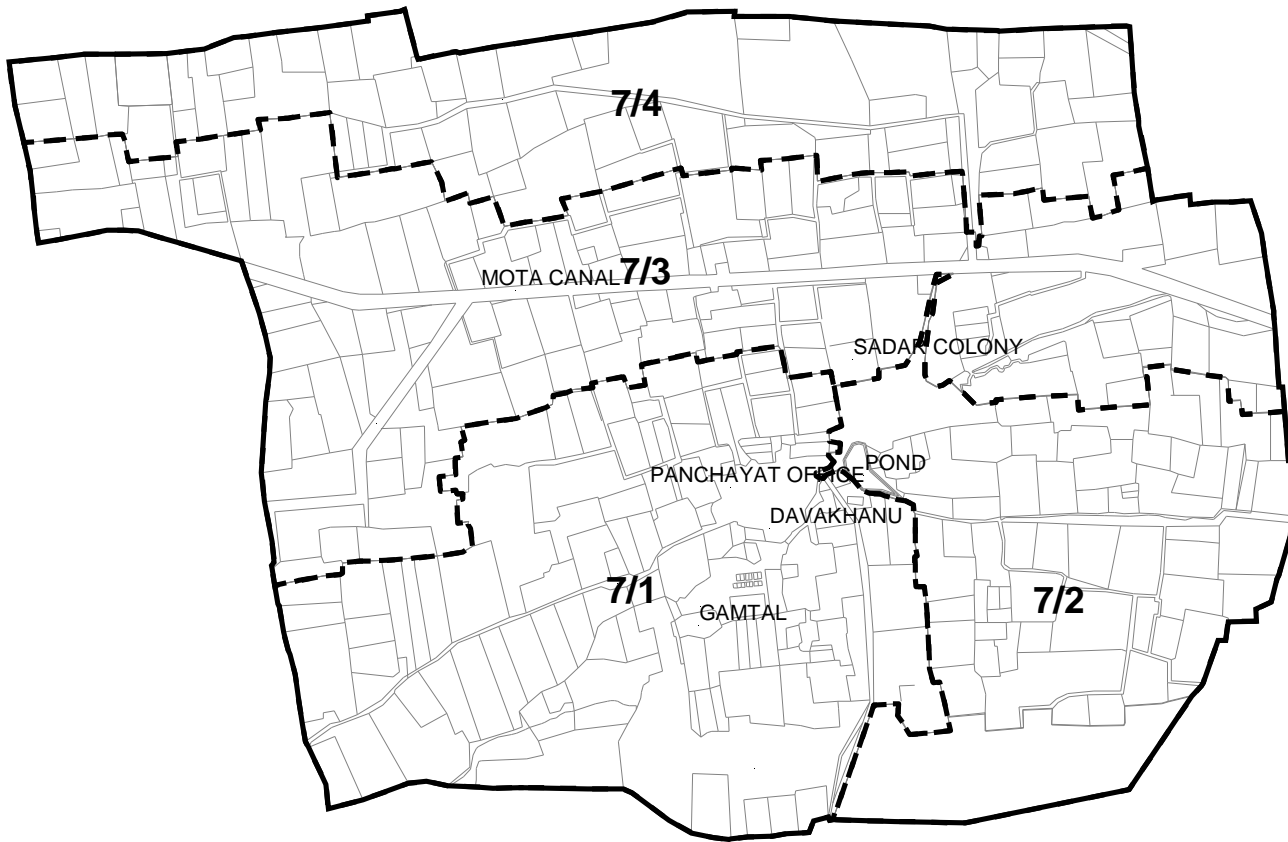 7/4
MOTA CANAL
7/3
SADAR COLONY
PANCHAYAT OFFICE
POND
DAVAKHANU
7/1
7/2
GAMTAL